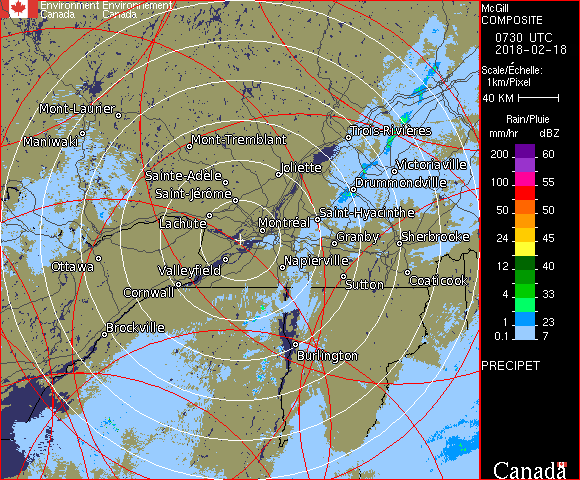 Environment Environnement
Canada Canada
Mont-Laurier
Maniwaki
Mont-Tremblant
Trois-Rivières
Sainte-Adèle
Joliette
Victoriaville
Saint-Jérôme
Drummondville
Lachute
Montréal
Saint-Hyacinthe
Granby
Sherbrooke
Ottawa
Valleyfield
Napierville
Cornwall
Sutton
Coaticook
Brockville
Burlington
McGill
COMPOSITE
0730 UTC
2018-02-18
Scale/Échelle:
1km/Pixel
40 KM
Rain/Pluie
mm/hr dBZ
200 60
100 55
50 50
24 45
12 40
4 33
1 23
0.1 7
PRECIPET
Canada